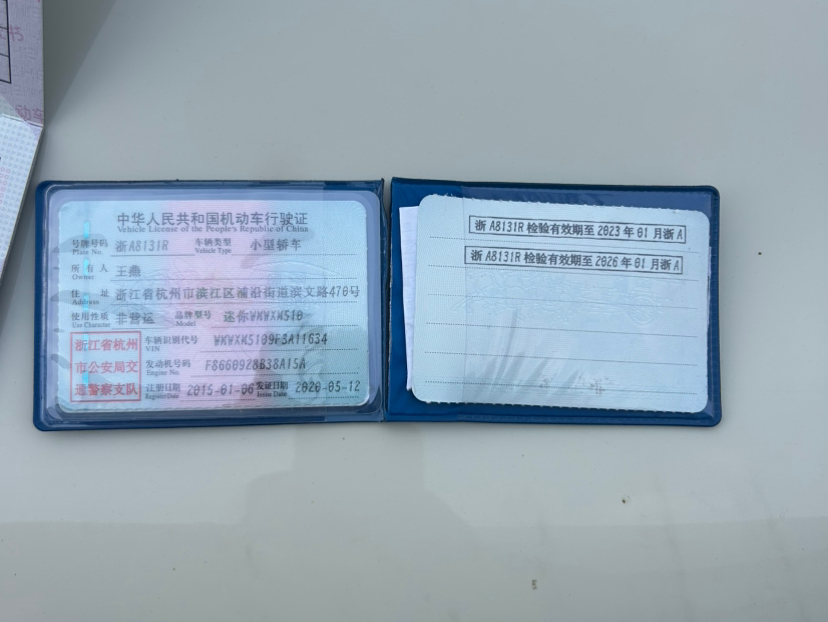 书
动车
中华人民共和国机动车行驶证
Vehicle License of the People's Republic of China
号牌号码 浙A8131R 车辆类型 小型轿车
Plate No. Vehicle Type
所有人 王鼎
Owner
住址 浙江省杭州市滨江区浦沿街道滨文路470号
Address
使用性质 非营运 品牌型号 迷你WMWXM510
Use Character Model
浙江省杭州
市公安局交
通警察支队
车辆识别代号 WMWXM5109F3A11634
VIN
发动机号码 F8660928B38A15A
Engine No.
注册日期 2015-01-06 发证日期 2020-05-12
Register Date Issue Date
浙A8131R检验有效期至2023年01月浙A
浙A8131R检验有效期至2026年01月浙A